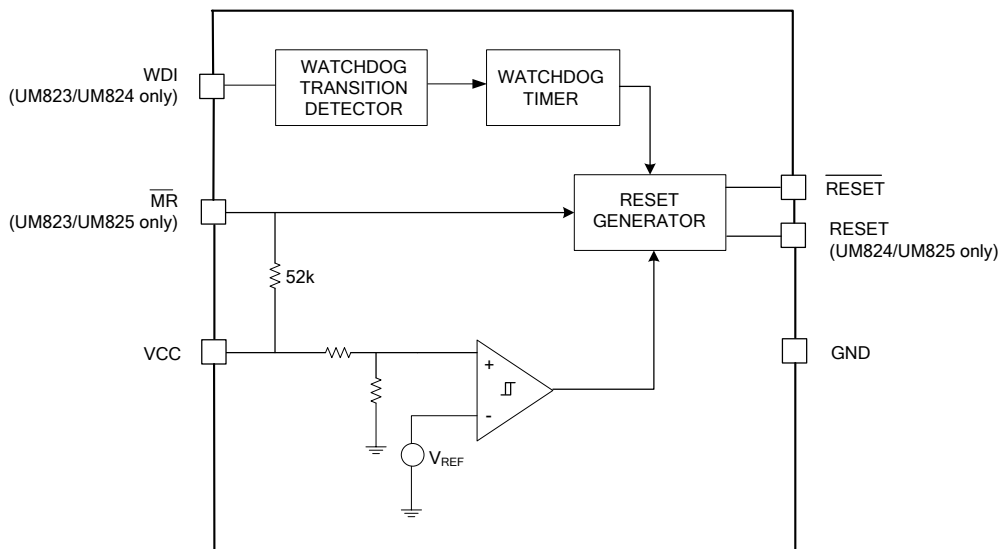 WDI
(UM823/UM824 only)
WATCHDOG
TRANSITION
DETECTOR
WATCHDOG
TIMER
MR
(UM823/UM825 only)
RESET
GENERATOR
RESET
RESET
(UM824/UM825 only)
52k
VCC
GND
+
-
VREF